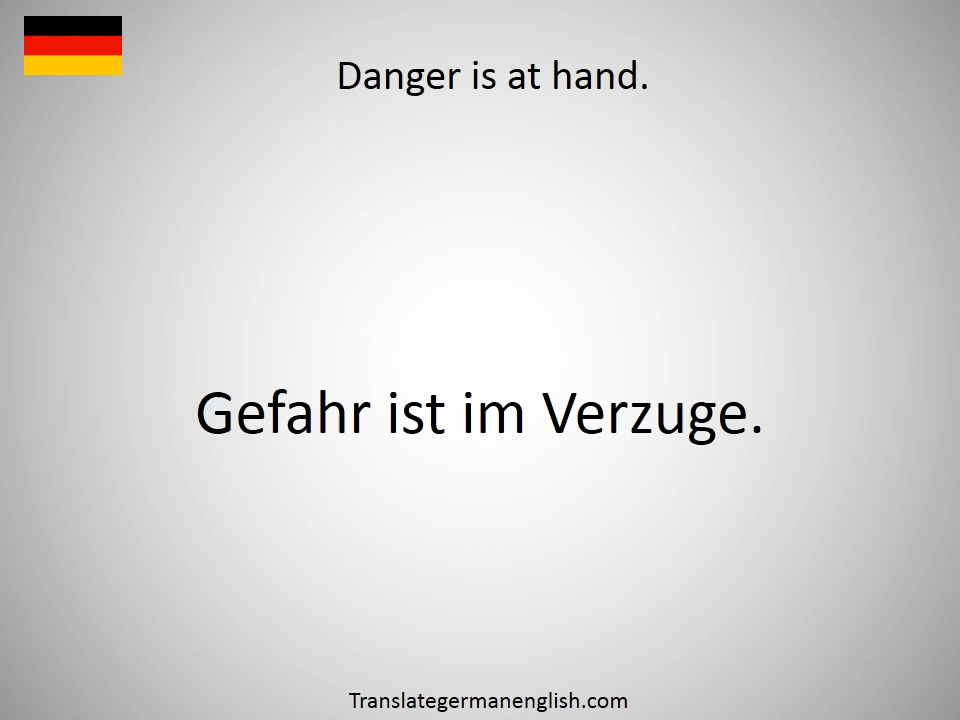 Danger is at hand.
Gefahr ist im Verzuge.
Translategermanenglish.com